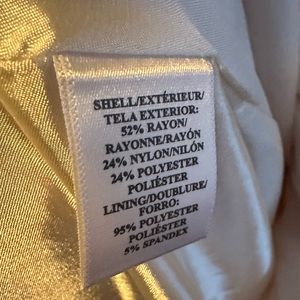 SHELL/EXTÉRIEUR/
TELA EXTERIOR:
52% RAYON/
RAYONNE/RAYÓN
24% NYLON/NILÓN
24% POLYESTER
POLIÉSTER
LINING/DOUBLURE/
FORRO:
95% POLYESTER
POLIÉSTER
5% SPANDEX